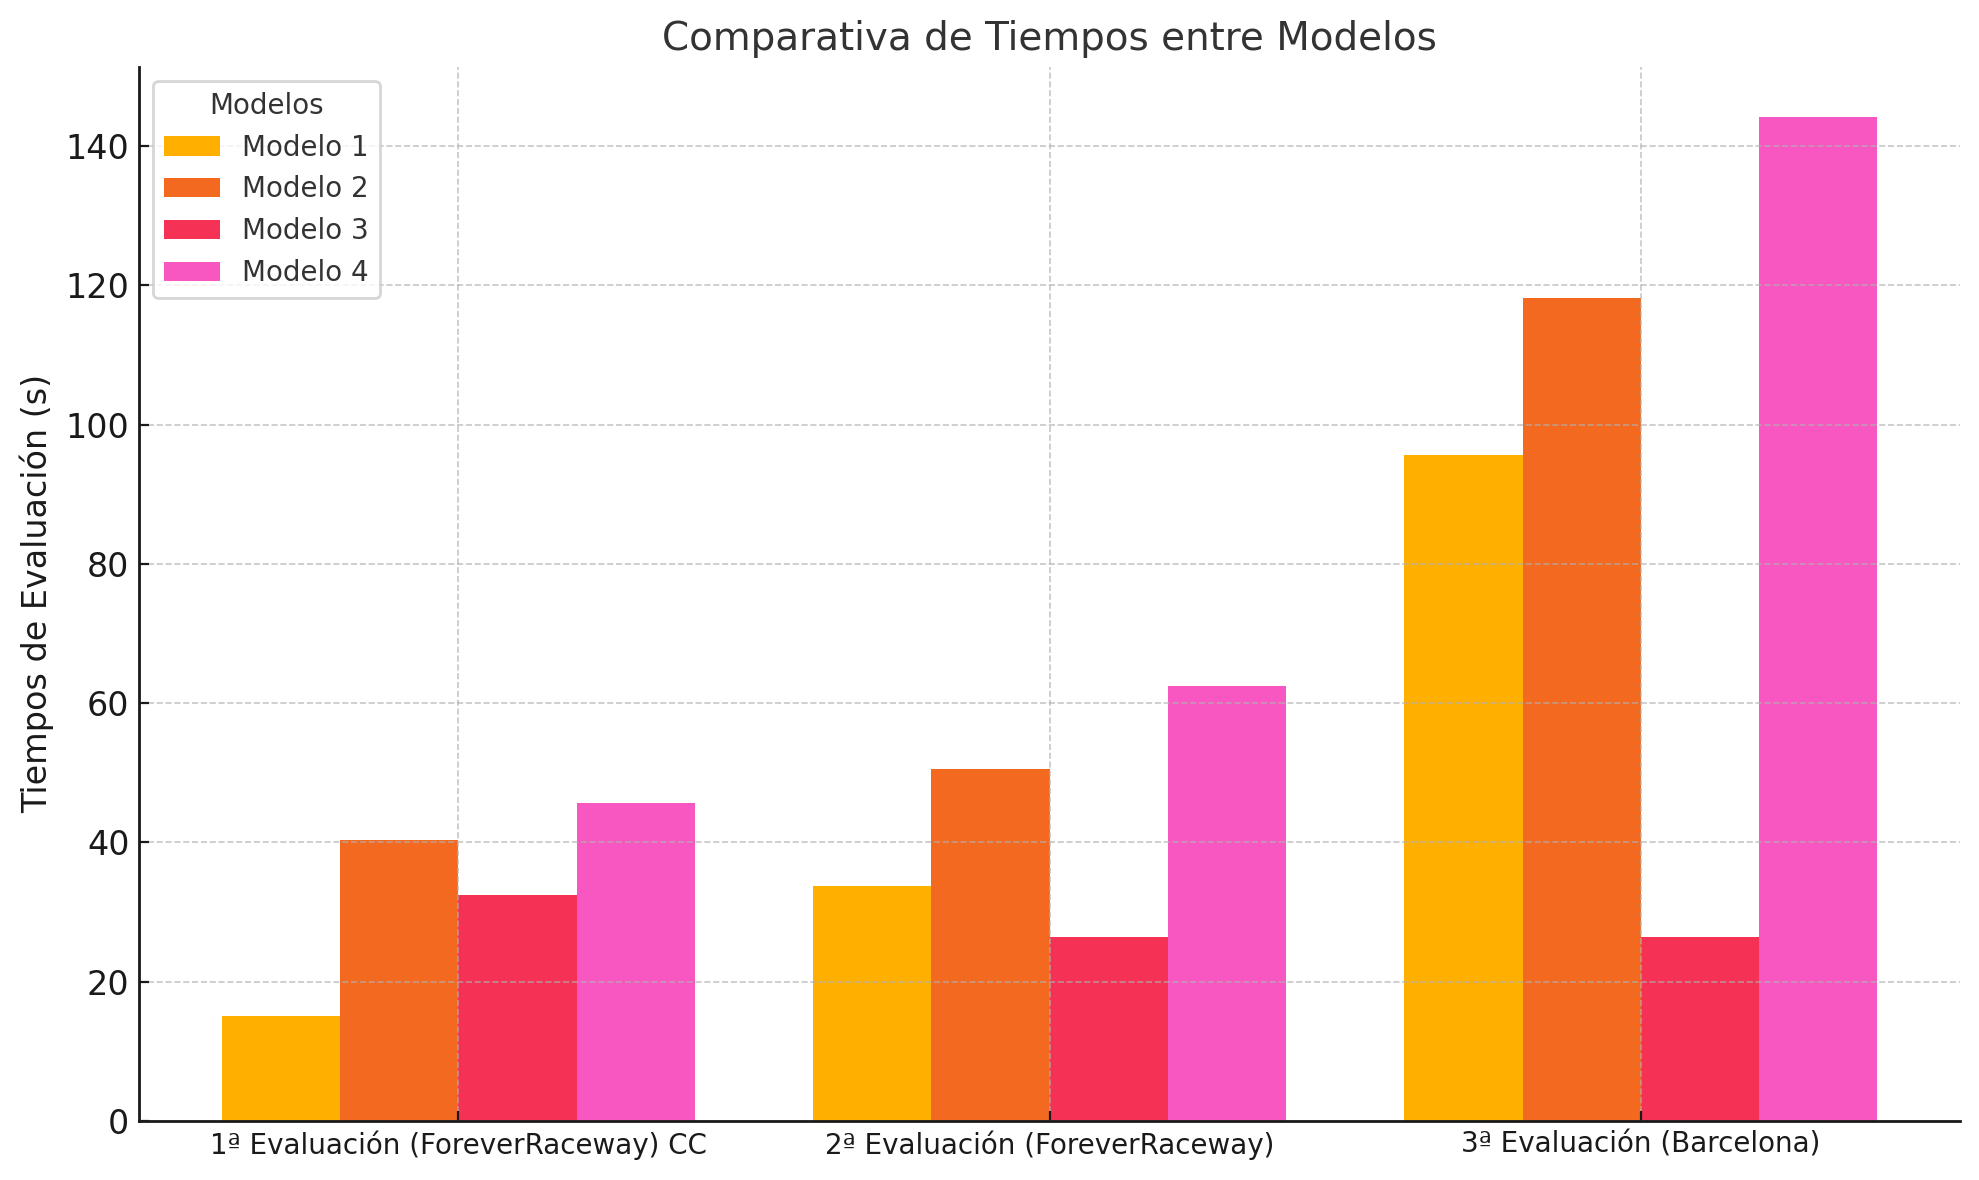 Comparativa de Tiempos entre Modelos
Modelos
Modelo 1
Modelo 2
Modelo 3
Modelo 4
Tiempos de Evaluación (s)
140
120
100
80
60
40
20
0
1ª Evaluación (ForeverRaceway) CC
2ª Evaluación (ForeverRaceway)
3ª Evaluación (Barcelona)